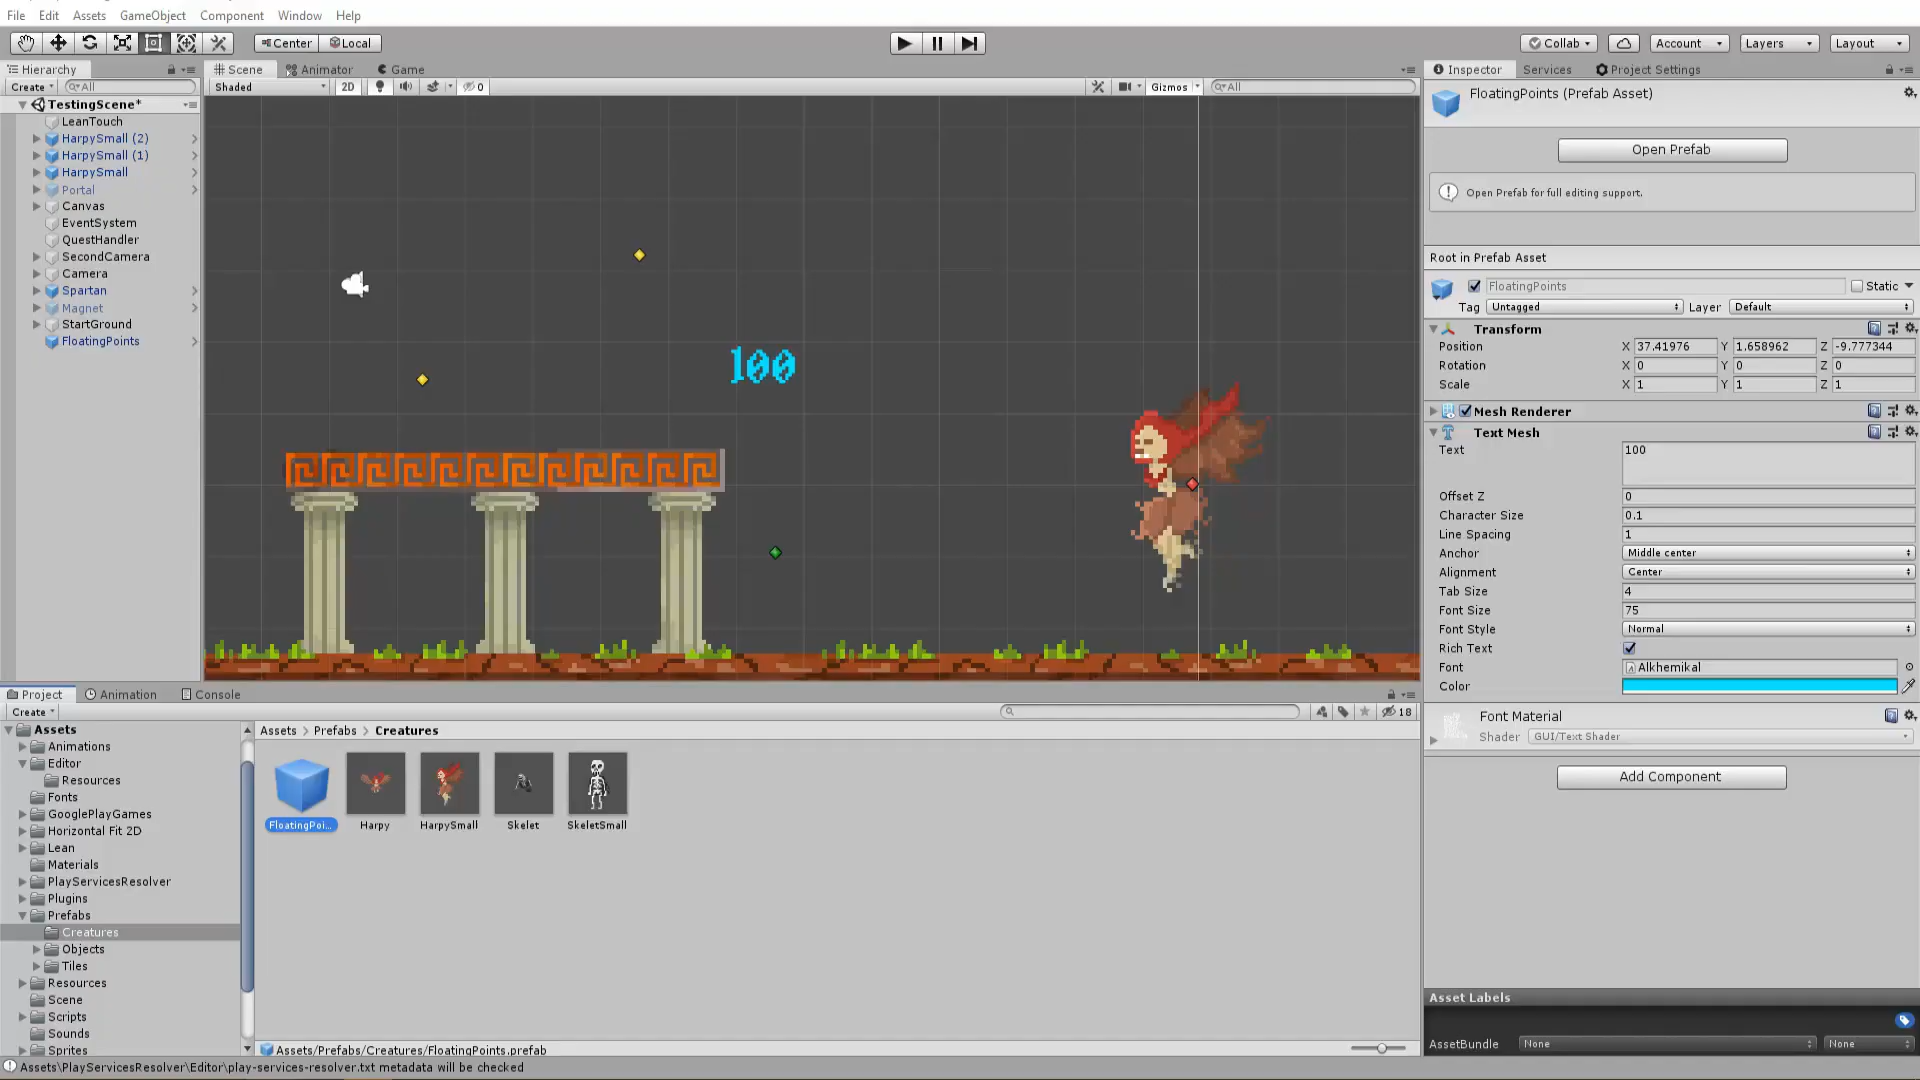 File Edit Assets GameObject Component Window Help
Center Local Collab Account Layers Layout
Hierarchy
Create All
TestingScene*
LeanTouch
HarpySmall (2)
HarpySmall (1)
HarpySmall
Portal
Canvas
EventSystem
QuestHandler
SecondCamera
Camera
Spartan
Magnet
StartGround
FloatingPoints
Scene Animator Game
Shaded 2D 0 Gizmos All
100
Inspector Services Project Settings
FloatingPoints (Prefab Asset)
Open Prefab
Open Prefab for full editing support.
Root in Prefab Asset
FloatingPoints Static
Tag Untagged Layer Default
Transform
Position X 37.41976 Y 1.658962 Z -9.777344
Rotation X 0 Y 0 Z 0
Scale X 1 Y 1 Z 1
Mesh Renderer
Text Mesh
Text 100
Offset Z 0
Character Size 0.1
Line Spacing 1
Anchor Middle center
Alignment Center
Tab Size 4
Font Size 75
Font Style Normal
Rich Text
Font Alkhemikal
Color
Font Material
Shader GUI/Text Shader
Add Component
Asset Labels
AssetBundle None None
Project Animation Console
Create 18
Assets
Animations
Editor
Resources
Fonts
GooglePlayGames
Horizontal Fit 2D
Lean
Materials
PlayServicesResolver
Plugins
Prefabs
Creatures
Objects
Tiles
Resources
Scene
Scripts
Sounds
Sprites
Assets Prefabs Creatures
FloatingPoi... Harpy HarpySmall Skelet SkeletSmall
Assets/Prefabs/Creatures/FloatingPoints.prefab
Assets\PlayServicesResolver\Editor\play-services-resolver.txt metadata will be checked